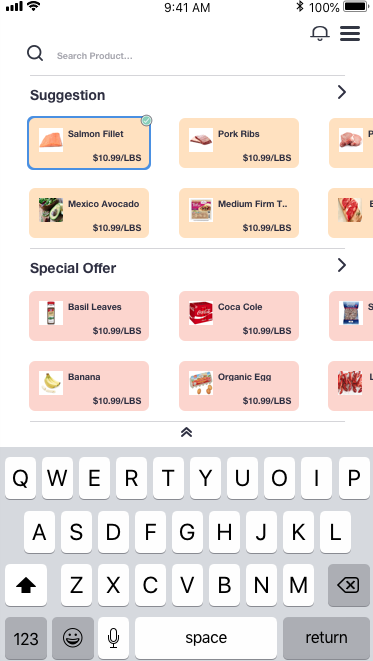 9:41 AM
100%
Search Product...
Suggestion
Salmon Fillet
$10.99/LBS
Pork Ribs
$10.99/LBS
P
Mexico Avocado
$10.99/LBS
Medium Firm T..
$10.99/LBS
Special Offer
Basil Leaves
$10.99/LBS
Coca Cole
$10.99/LBS
S
Banana
$10.99/LBS
Organic Egg
$10.99/LBS
L
Q W E R T Y U O I P
A S D F G H J K L
Z X C V B N M
123 space return